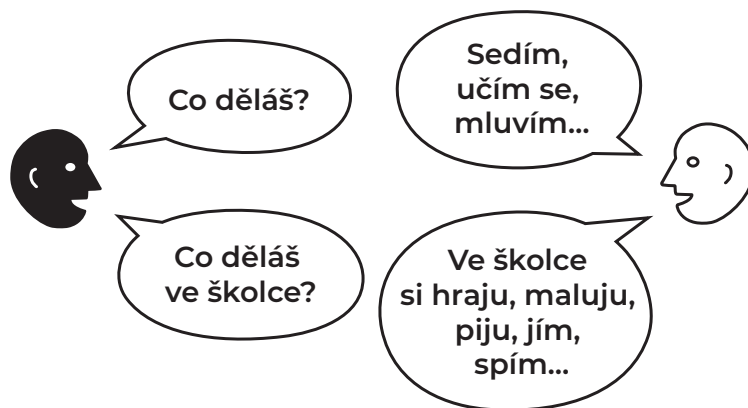 Co děláš?
Sedím,
učím se,
mluvím...
Co děláš
ve školce?
Ve školce
si hraju, maluju,
piju, jím,
spím...